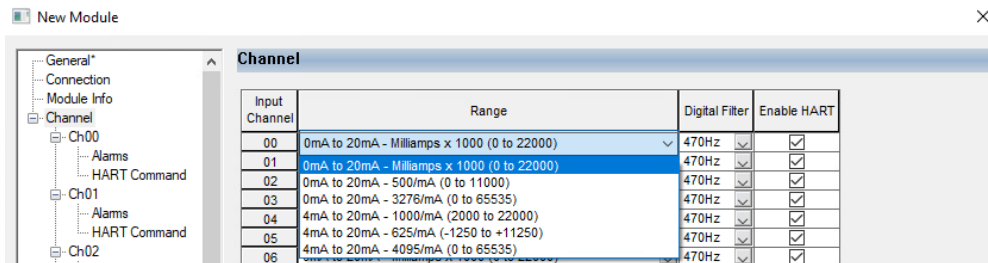 New Module
General*
Connection
Module Info
Channel
Ch00
Alarms
HART Command
Ch01
Alarms
HART Command
Ch02
Channel
Input Channel Range Digital Filter Enable HART
00 0mA to 20mA - Milliamps x 1000 (0 to 22000) 470Hz
01 470Hz
02 470Hz
03 470Hz
04 470Hz
05 470Hz
06 470Hz
0mA to 20mA - Milliamps x 1000 (0 to 22000)
0mA to 20mA - 500/mA (0 to 11000)
0mA to 20mA - 3276/mA (0 to 65535)
4mA to 20mA - 1000/mA (2000 to 22000)
4mA to 20mA - 625/mA (-1250 to +11250)
4mA to 20mA - 4095/mA (0 to 65535)